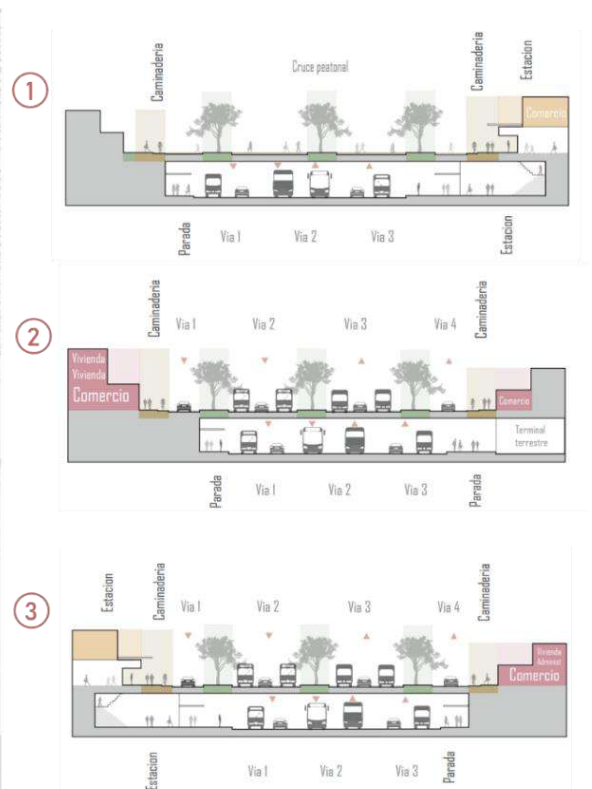 1
Caminaderia
Cruce peatonal
Caminaderia
Estacion
Comercio
Parada
Via 1
Via 2
Via 3
Estacion
2
Caminaderia
Via 1
Via 2
Via 3
Via 4
Caminaderia
Vivienda
Vivienda
Comercio
Comercio
Terminal
terrestre
Parada
Via 1
Via 2
Via 3
Parada
3
Estacion
Caminaderia
Via 1
Via 2
Via 3
Via 4
Caminaderia
Vivienda
Administ
Comercio
Estacion
Via 1
Via 2
Via 3
Parada